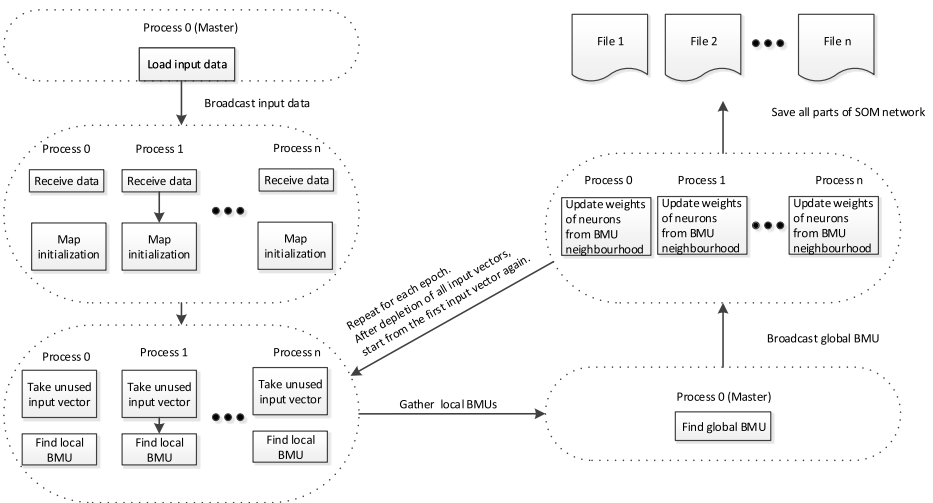 Process 0 (Master)
Load input data
Broadcast input data
Process 0
Process 1
Process n
Receive data
Receive data
Receive data
Map
initialization
Map
initialization
Map
initialization
Process 0
Process 1
Process n
Take unused
input vector
Take unused
input vector
Take unused
input vector
Find local
BMU
Find local
BMU
Find local
BMU
Gather local BMUs
Process 0 (Master)
Find global BMU
Broadcast global BMU
Process 0
Process 1
Process n
Update weights
of neurons
from BMU
neighbourhood
Update weights
of neurons
from BMU
neighbourhood
Update weights
of neurons
from BMU
neighbourhood
Repeat for each epoch.
After depletion of all input vectors,
start from the first input vector again.
Save all parts of SOM network
File 1
File 2
File n